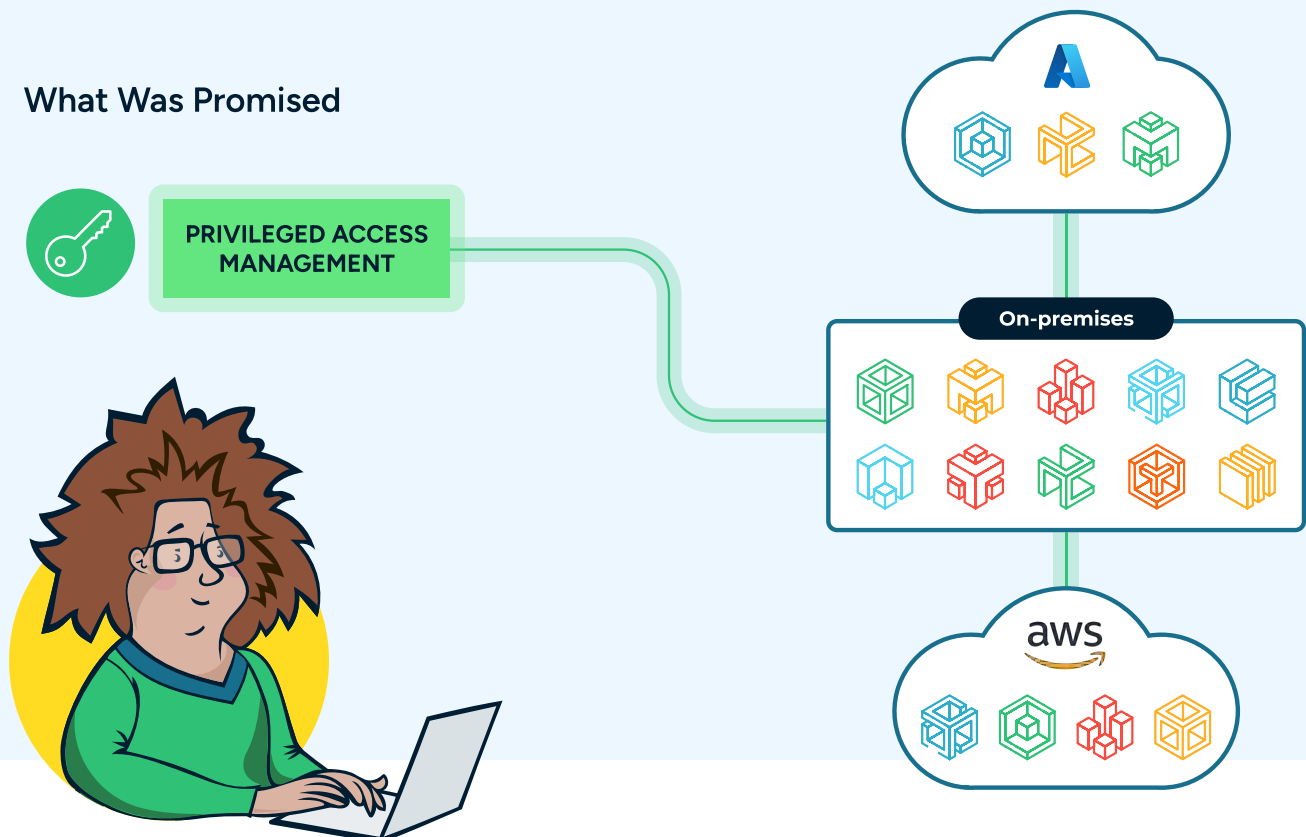 What Was Promised
PRIVILEGED ACCESS
MANAGEMENT
On-premises
aws